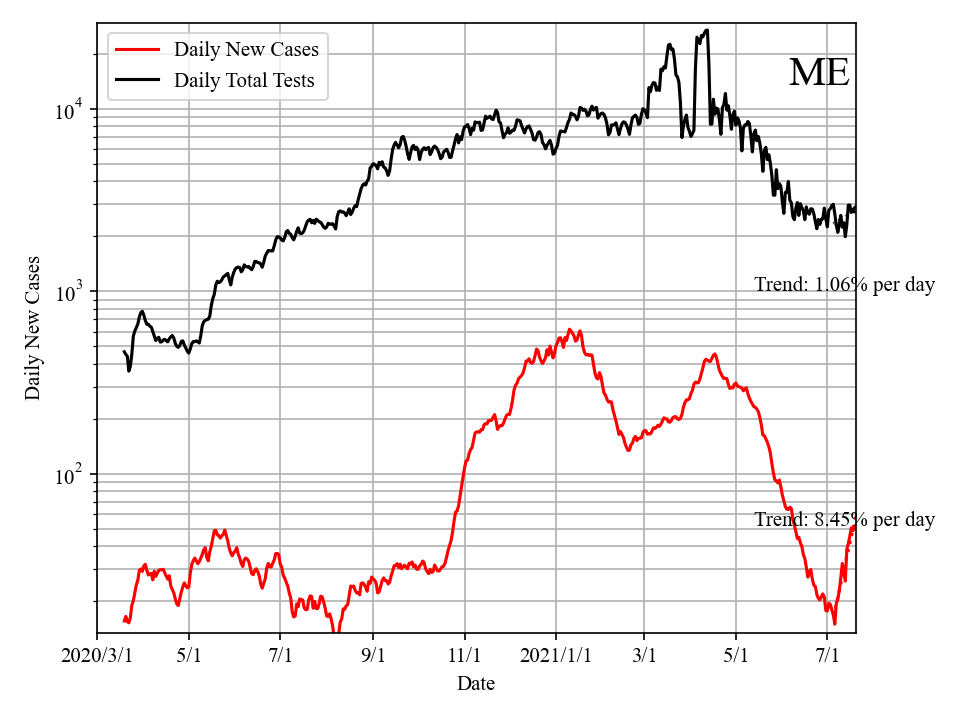 Daily New Cases
Daily Total Tests
ME
10^4
10^3
10^2
Daily New Cases
Trend: 1.06% per day
Trend: 8.45% per day
2020/3/1 5/1 7/1 9/1 11/1 2021/1/1 3/1 5/1 7/1
Date